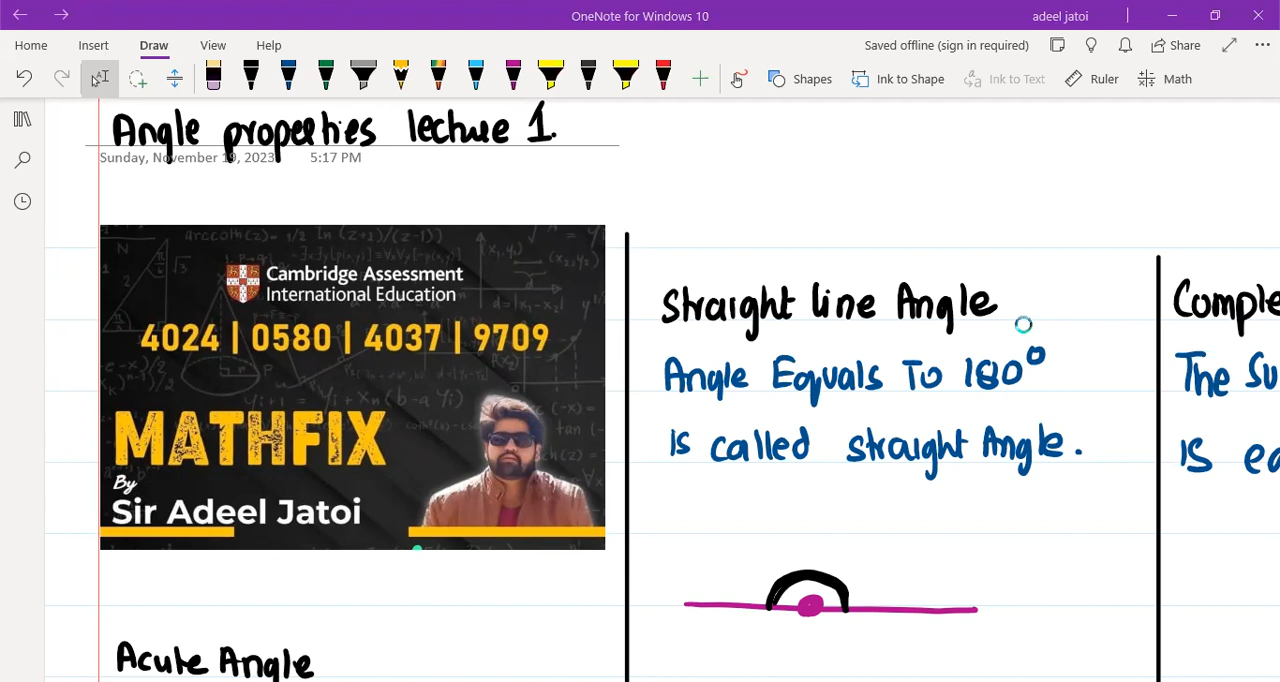 OneNote for Windows 10
adeel jatoi
Home Insert Draw View Help
Saved offline (sign in required)
Share
Shapes Ink to Shape Ink to Text Ruler Math
Angle properties lecture 1.
Sunday, November 19, 2023 5:17 PM
Cambridge Assessment
International Education
4024 | 0580 | 4037 | 9709
MATHFIX
By
Sir Adeel Jatoi
Acute Angle
Straight line Angle
Angle Equals To 180°
is called straight Angle.
Comple
The Su
is ea